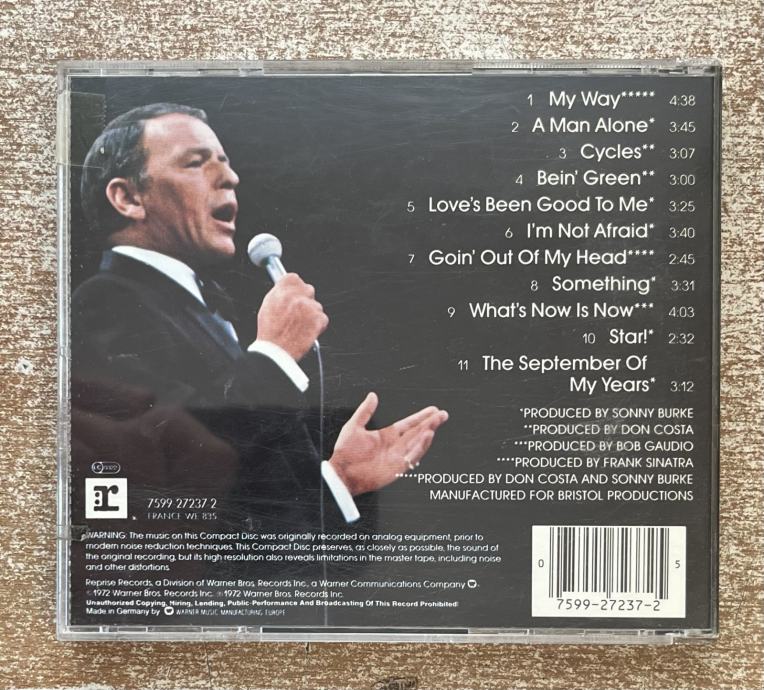 1 My Way***** 4:38
2 A Man Alone* 3:45
3 Cycles** 3:07
4 Bein' Green** 3:00
5 Love's Been Good To Me* 3:25
6 I'm Not Afraid* 3:40
7 Goin' Out Of My Head**** 2:45
8 Something* 3:31
9 What's Now Is Now*** 4:03
10 Star!* 2:32
11 The September Of
My Years* 3:12
*PRODUCED BY SONNY BURKE
**PRODUCED BY DON COSTA
***PRODUCED BY BOB GAUDIO
****PRODUCED BY FRANK SINATRA
*****PRODUCED BY DON COSTA AND SONNY BURKE
MANUFACTURED FOR BRISTOL PRODUCTIONS
r
7599 27237-2
FRANCE WE 835
WARNING: The music on this Compact Disc was originally recorded on analog equipment, prior to
modern noise reduction techniques. This Compact Disc preserves, as closely as possible, the sound of
the original recording, but its high resolution also reveals limitations in the master tape, including noise
and other distortions.
Reprise Records, a Division of Warner Bros. Records Inc., a Warner Communications Company
© 1972 Warner Bros. Records Inc. ℗ 1972 Warner Bros. Records Inc.
Unauthorized Copying, Hiring, Lending, Public-Performance And Broadcasting Of This Record Prohibited!
Made in Germany by WARNER MUSIC MANUFACTURING EUROPE
0 7599-27237-2 5